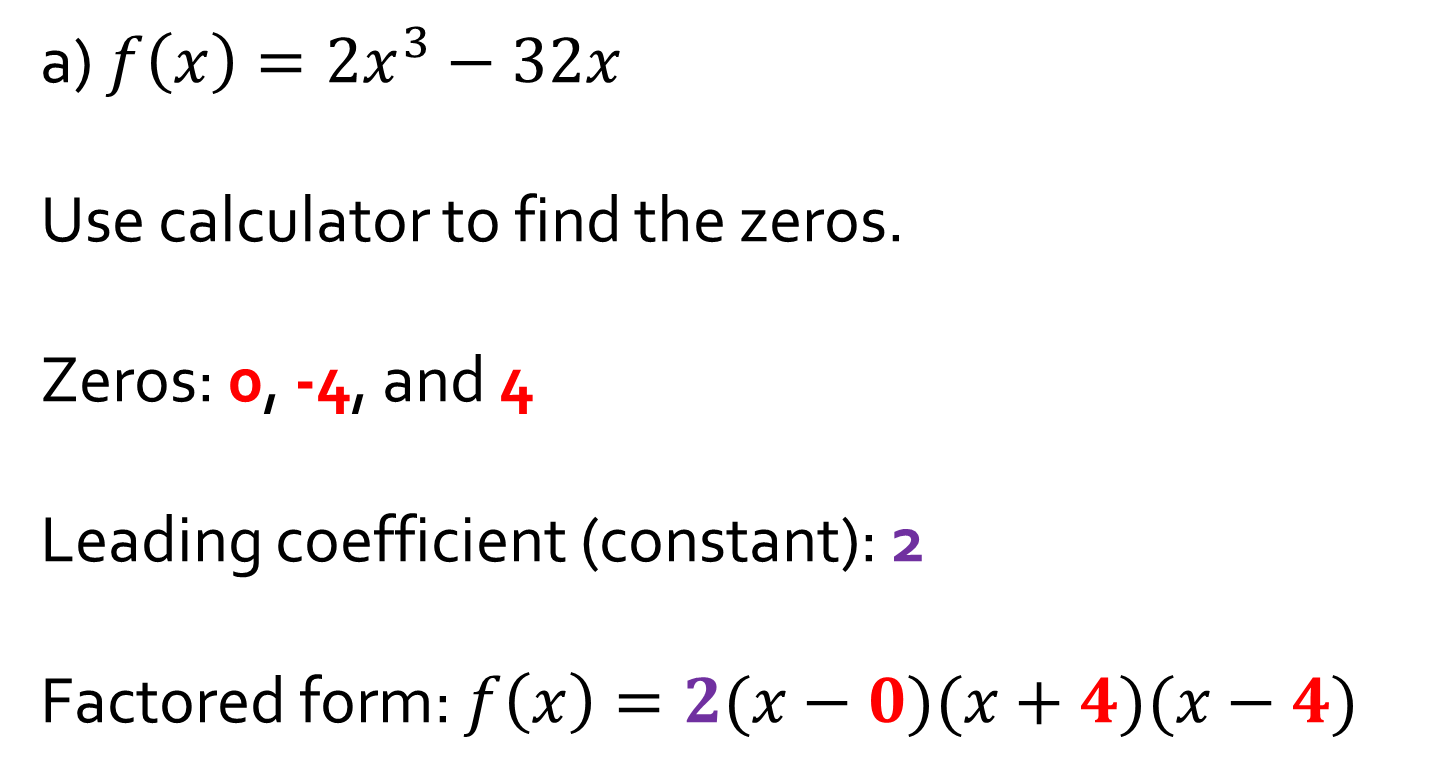 a) f(x) = 2x³ − 32x
Use calculator to find the zeros.
Zeros: 0, -4, and 4
Leading coefficient (constant): 2
Factored form: f(x) = 2(x − 0)(x + 4)(x − 4)